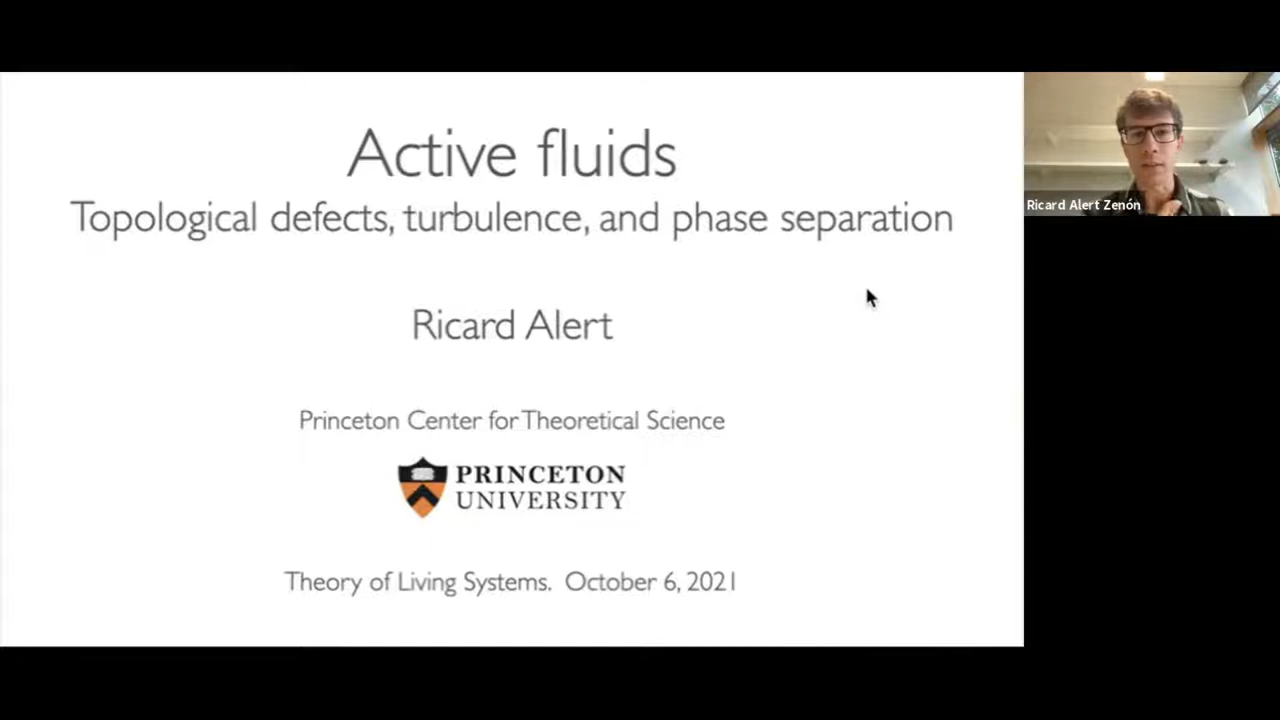 Active fluids
Topological defects, turbulence, and phase separation
Ricard Alert Zenón
Ricard Alert
Princeton Center for Theoretical Science
PRINCETON
UNIVERSITY
Theory of Living Systems. October 6, 2021